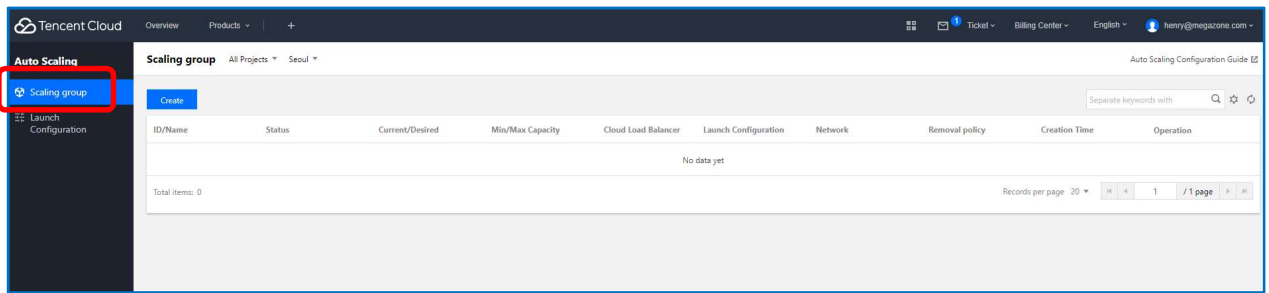 Tencent Cloud Overview Products + 1 Ticket Billing Center English henry@megazone.com
Auto Scaling
Scaling group All Projects Seoul Auto Scaling Configuration Guide
Scaling group
Launch
Configuration
Create Separate keywords with
ID/Name Status Current/Desired Min/Max Capacity Cloud Load Balancer Launch Configuration Network Removal policy Creation Time Operation
No data yet
Total items: 0 Records per page 20 1 / 1 page